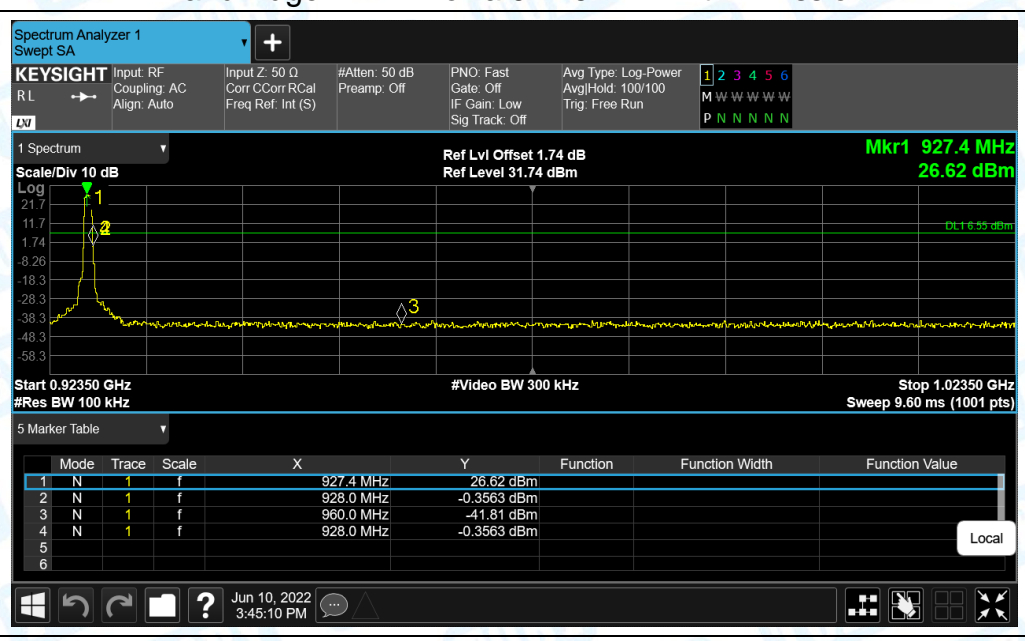 Spectrum Analyzer 1
Swept SA
+
KEYSIGHT
R L
LXI
Input: RF
Coupling: AC
Align: Auto
Input Z: 50 Ω
Corr CCorr RCal
Freq Ref: Int (S)
#Atten: 50 dB
Preamp: Off
PNO: Fast
Gate: Off
IF Gain: Low
Sig Track: Off
Avg Type: Log-Power
Avg|Hold: 100/100
Trig: Free Run
1 2 3 4 5 6
M W W W W W
P N N N N N
1 Spectrum
Scale/Div 10 dB
Ref Lvl Offset 1.74 dB
Ref Level 31.74 dBm
Mkr1 927.4 MHz
26.62 dBm
Log
21.7
11.7
1.74
-8.26
-18.3
-28.3
-38.3
-48.3
-58.3
1
3
DL1 6.55 dBm
Start 0.92350 GHz
#Res BW 100 kHz
#Video BW 300 kHz
Stop 1.02350 GHz
Sweep 9.60 ms (1001 pts)
5 Marker Table
Mode Trace Scale X Y Function Function Width Function Value
1 N 1 f 927.4 MHz 26.62 dBm
2 N 1 f 928.0 MHz -0.3563 dBm
3 N 1 f 960.0 MHz -41.81 dBm
4 N 1 f 928.0 MHz -0.3563 dBm
5
6
Local
?
Jun 10, 2022
3:45:10 PM